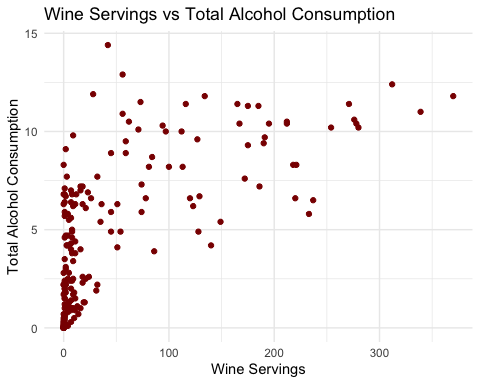 Wine Servings vs Total Alcohol Consumption
15
10
5
0
Total Alcohol Consumption
0 100 200 300
Wine Servings